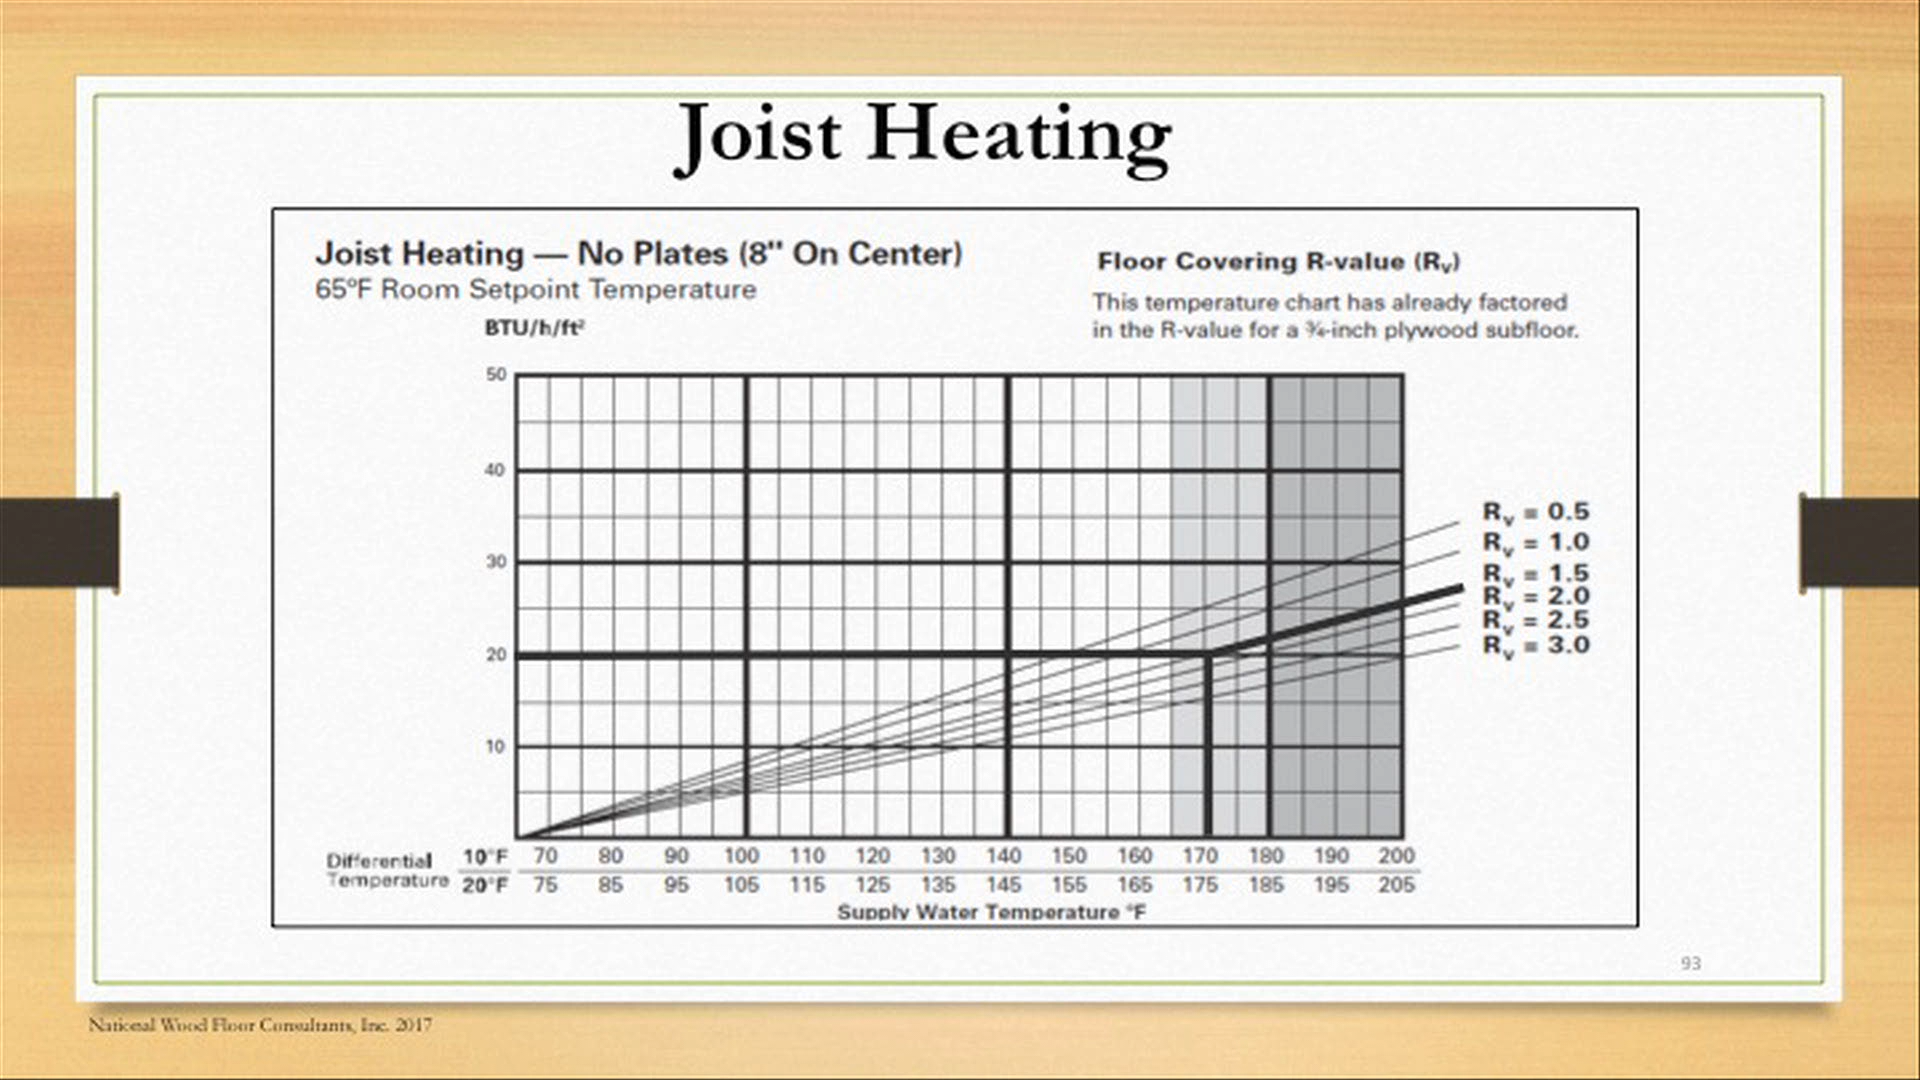 Joist Heating
Joist Heating — No Plates (8" On Center)
65°F Room Setpoint Temperature
BTU/h/ft²
Floor Covering R-value (Rᵥ)
This temperature chart has already factored
in the R-value for a ¾-inch plywood subfloor.
50
40
30
20
10
Rᵥ = 0.5
Rᵥ = 1.0
Rᵥ = 1.5
Rᵥ = 2.0
Rᵥ = 2.5
Rᵥ = 3.0
Differential Temperature
10°F 70 80 90 100 110 120 130 140 150 160 170 180 190 200
20°F 75 85 95 105 115 125 135 145 155 165 175 185 195 205
Supply Water Temperature °F
93
National Wood Floor Consultants, Inc. 2017